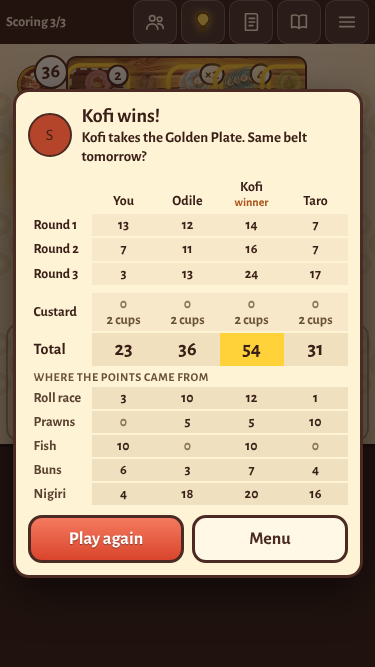 Scoring 3/3
36
2
Kofi wins!
S
Kofi takes the Golden Plate. Same belt
tomorrow?
You Odile Kofi Taro
winner
Round 1 13 12 14 7
Round 2 7 11 16 7
Round 3 3 13 24 17
Custard 0 0 0 0
2 cups 2 cups 2 cups 2 cups
Total 23 36 54 31
WHERE THE POINTS CAME FROM
Roll race 3 10 12 1
Prawns 0 5 5 10
Fish 10 0 10 0
Buns 6 3 7 4
Nigiri 4 18 20 16
Play again Menu